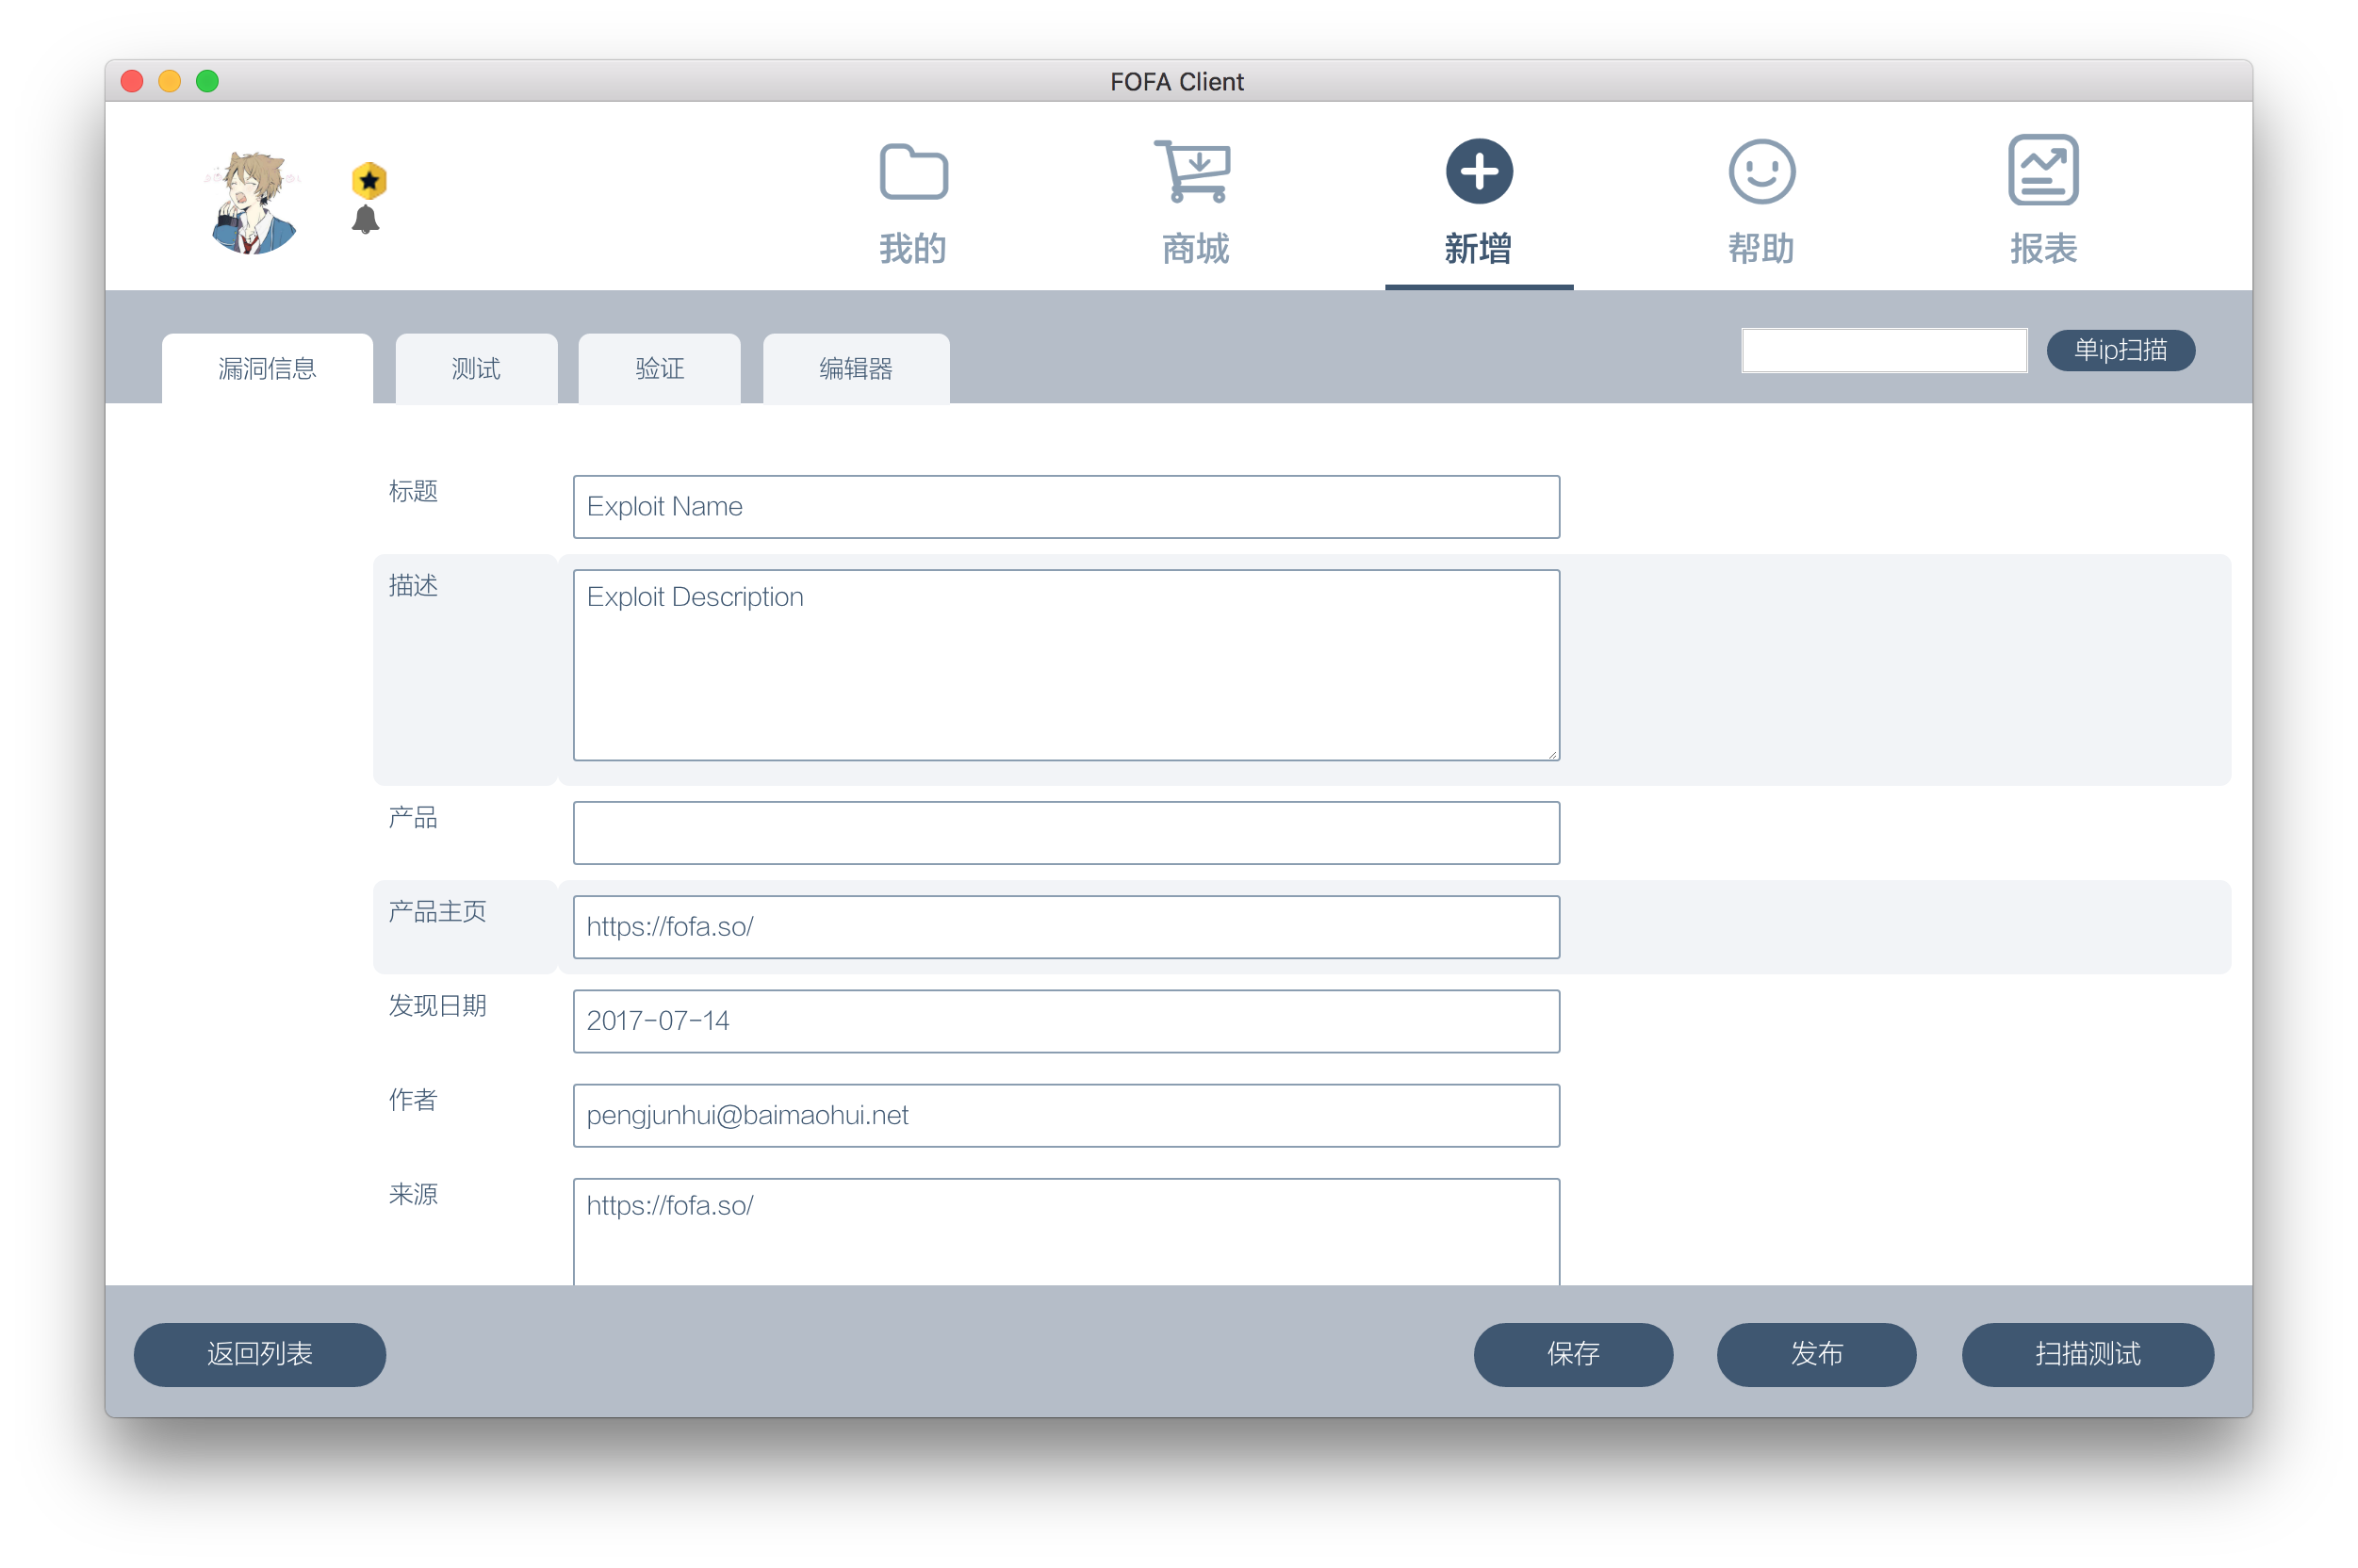 FOFA Client
我的
商城
新增
帮助
报表
漏洞信息
测试
验证
编辑器
单ip扫描
标题
Exploit Name
描述
Exploit Description
产品
产品主页
https://fofa.so/
发现日期
2017-07-14
作者
pengjunhui@baimaohui.net
来源
https://fofa.so/
返回列表
保存
发布
扫描测试